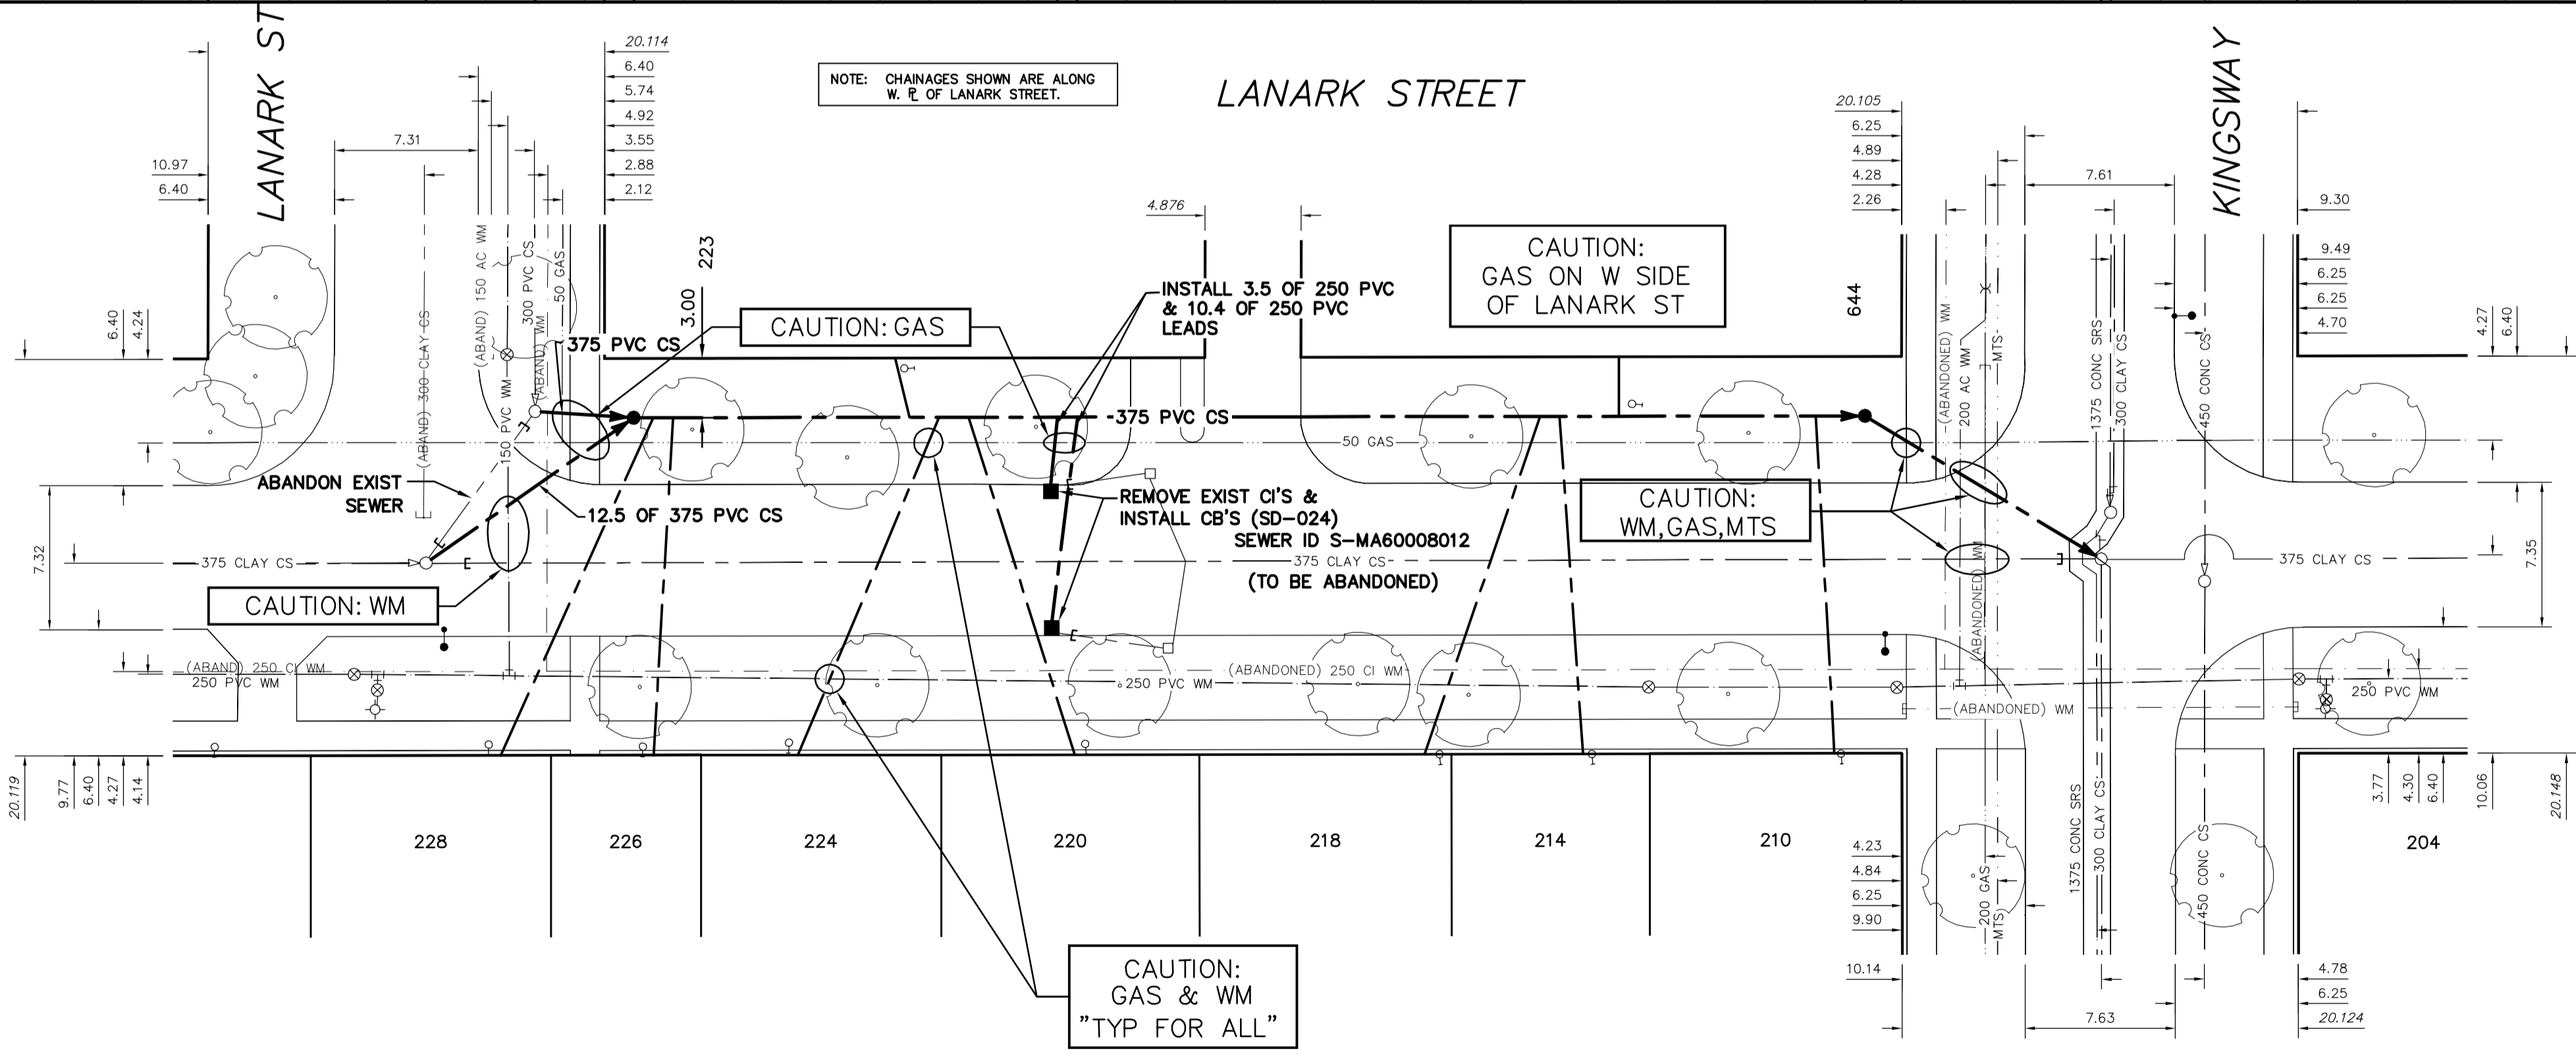 LANARK ST
NOTE: CHAINAGES SHOWN ARE ALONG
W. ⅊ OF LANARK STREET.
LANARK STREET
KINGSWAY
20.114
6.40
5.74
4.92
3.55
2.88
2.12
7.31
10.97
6.40
20.105
6.25
4.89
4.28
2.26
7.61
9.30
9.49
6.25
6.25
4.70
4.876
6.40
4.24
(ABAND) 300 CLAY CS
(ABAND) 150 AC WM
150 PVC WM
300 PVC CS
(ABAND) WM
50 GAS
375 PVC CS
3.00
223
CAUTION: GAS
INSTALL 3.5 OF 250 PVC
& 10.4 OF 250 PVC
LEADS
CAUTION:
GAS ON W SIDE
OF LANARK ST
644
(ABANDONED) WM
200 AC WM
MTS
1375 CONC SRS
300 CLAY CS
450 CONC CS
4.27
6.40
375 PVC CS
50 GAS
ABANDON EXIST
SEWER
12.5 OF 375 PVC CS
REMOVE EXIST CI'S &
INSTALL CB'S (SD-024)
SEWER ID S-MA60008012
375 CLAY CS
(TO BE ABANDONED)
CAUTION:
WM,GAS,MTS
7.32
375 CLAY CS
375 CLAY CS
7.35
CAUTION: WM
(ABANDONED) WM
(ABAND) 250 CI WM
250 PVC WM
(ABANDONED) 250 CI WM
250 PVC WM
(ABANDONED) WM
250 PVC WM
20.119
9.77
6.40
4.27
4.14
228
226
224
220
218
214
210
204
4.23
4.84
6.25
9.90
200 GAS
MTS
1375 CONC SRS
300 CLAY CS
450 CONC CS
3.77
4.30
6.40
10.06
20.148
CAUTION:
GAS & WM
"TYP FOR ALL"
10.14
7.63
4.78
6.25
20.124